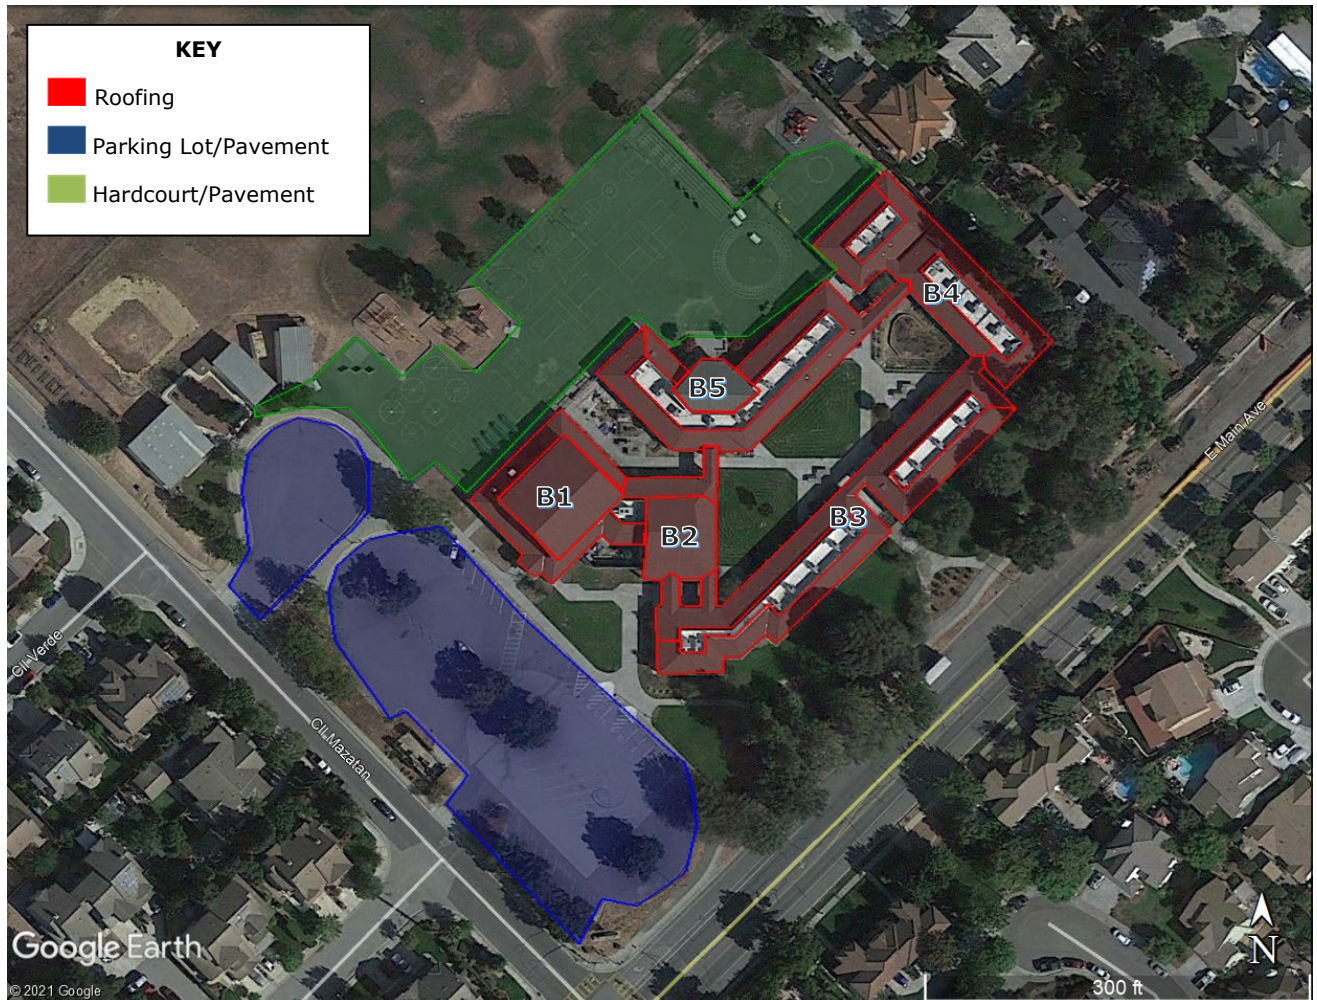 KEY
Roofing
Parking Lot/Pavement
Hardcourt/Pavement
B4
B5
B1
B3
B2
E Main Ave
Cll Verde
Cll Mazatan
Google Earth
© 2021 Google
N
300 ft